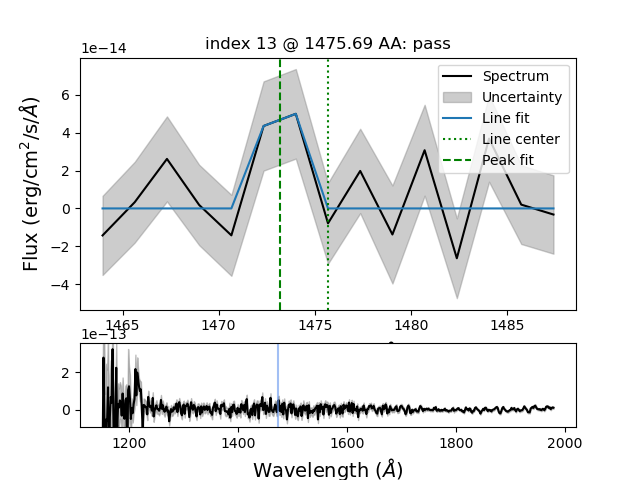 index 13 @ 1475.69 AA: pass
1e−14
Flux (erg/cm²/s/Å)
6
4
2
0
−2
−4
Spectrum
Uncertainty
Line fit
Line center
Peak fit
1465 1470 1475 1480 1485
1e−13
2
0
1200 1400 1600 1800 2000
Wavelength (Å)